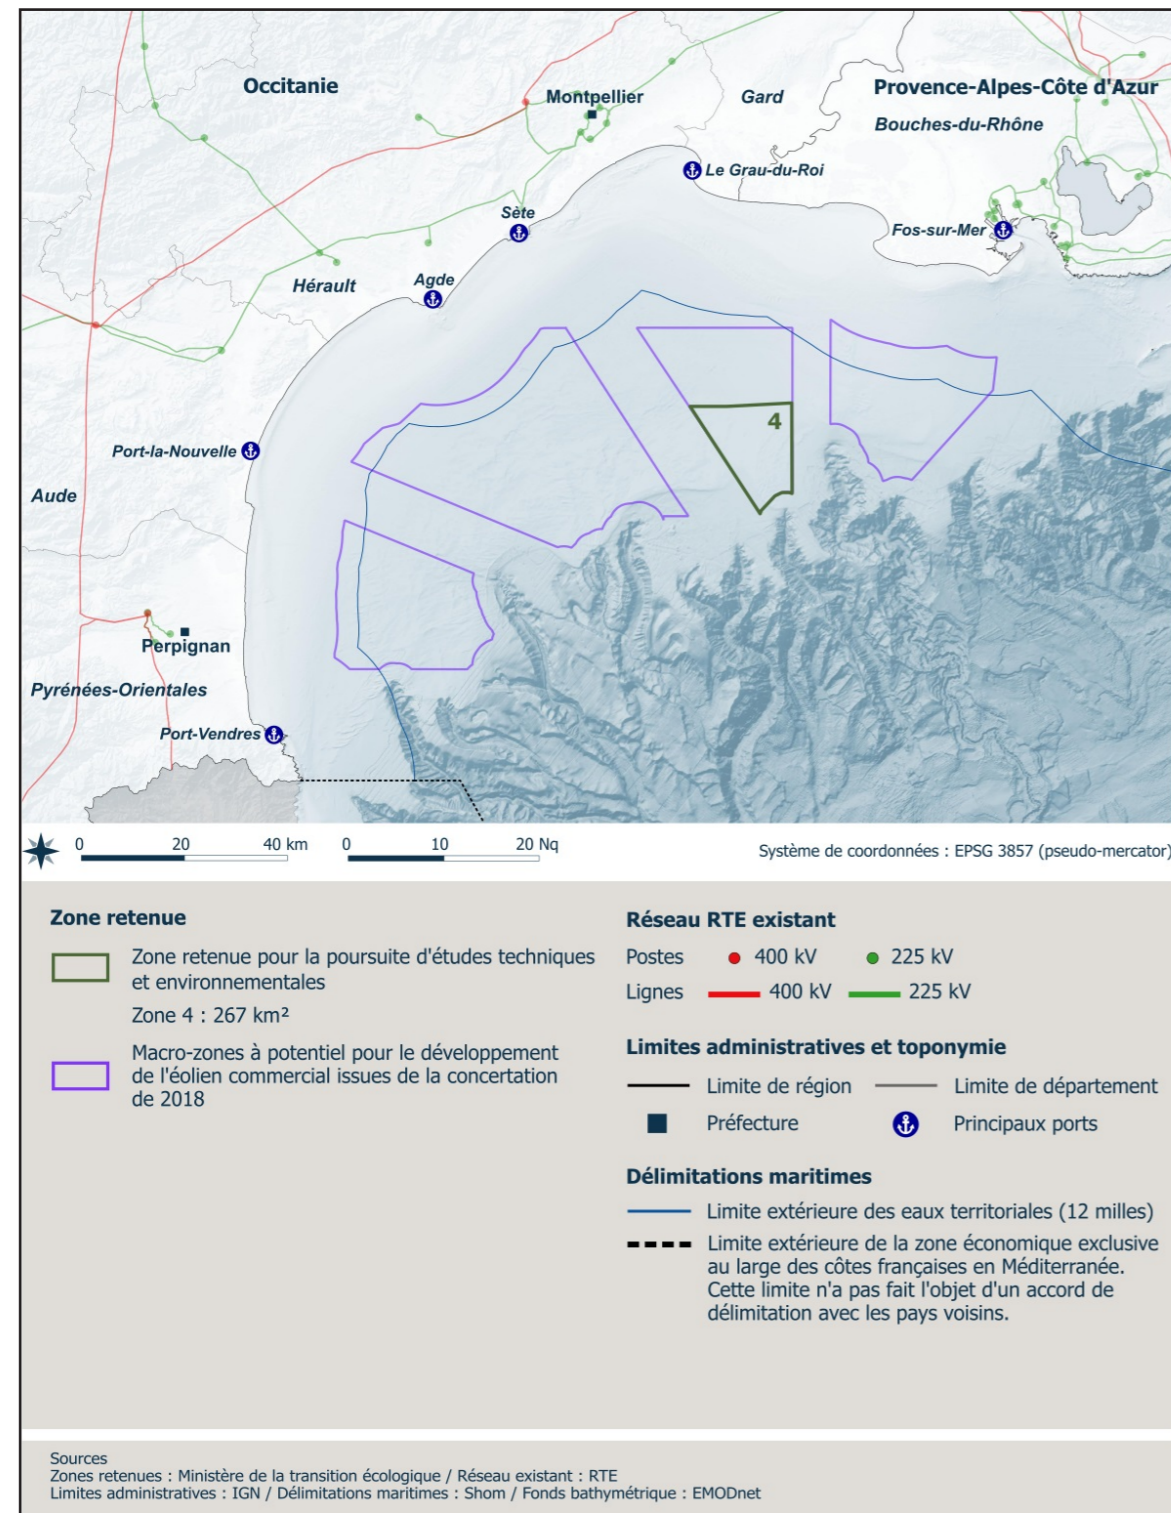 Occitanie
Provence-Alpes-Côte d'Azur
Montpellier
Gard
Bouches-du-Rhône
Le Grau-du-Roi
Sète
Fos-sur-Mer
Agde
Hérault
4
Port-la-Nouvelle
Aude
Perpignan
Pyrénées-Orientales
Port-Vendres
0 20 40 km 0 10 20 Nq
Système de coordonnées : EPSG 3857 (pseudo-mercator)
Zone retenue
Zone retenue pour la poursuite d'études techniques
et environnementales
Zone 4 : 267 km²
Macro-zones à potentiel pour le développement
de l'éolien commercial issues de la concertation
de 2018
Réseau RTE existant
Postes 400 kV 225 kV
Lignes 400 kV 225 kV
Limites administratives et toponymie
Limite de région Limite de département
Préfecture Principaux ports
Délimitations maritimes
Limite extérieure des eaux territoriales (12 milles)
Limite extérieure de la zone économique exclusive
au large des côtes françaises en Méditerranée.
Cette limite n'a pas fait l'objet d'un accord de
délimitation avec les pays voisins.
Sources
Zones retenues : Ministère de la transition écologique / Réseau existant : RTE
Limites administratives : IGN / Délimitations maritimes : Shom / Fonds bathymétrique : EMODnet